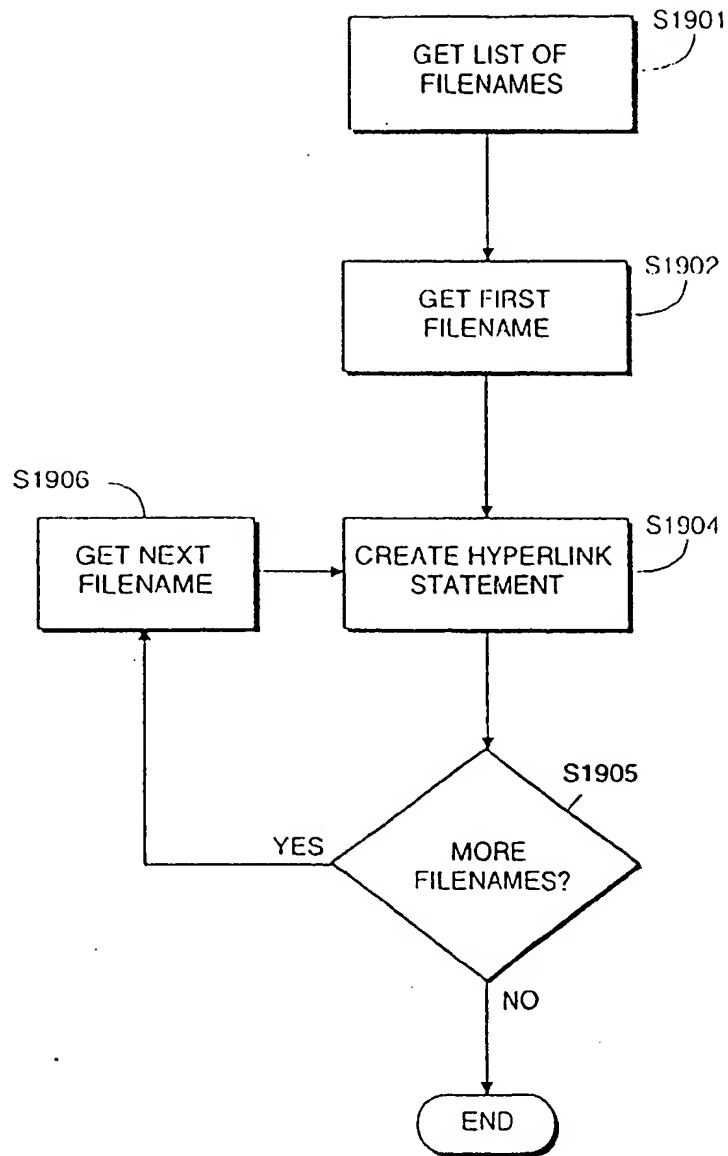 S1901
GET LIST OF
FILENAMES
S1902
GET FIRST
FILENAME
S1906
GET NEXT
FILENAME
S1904
CREATE HYPERLINK
STATEMENT
S1905
YES
MORE
FILENAMES?
NO
END